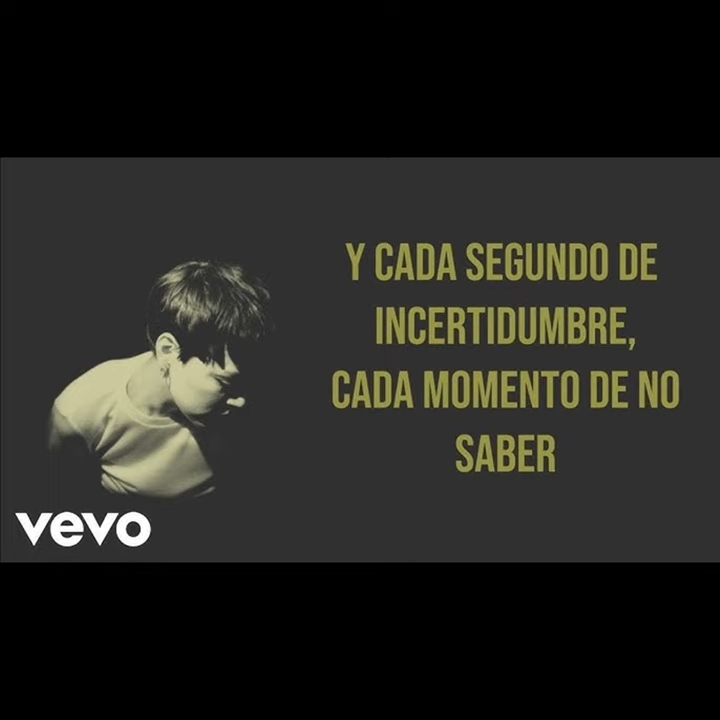 Y CADA SEGUNDO DE
INCERTIDUMBRE,
CADA MOMENTO DE NO
SABER
vevo